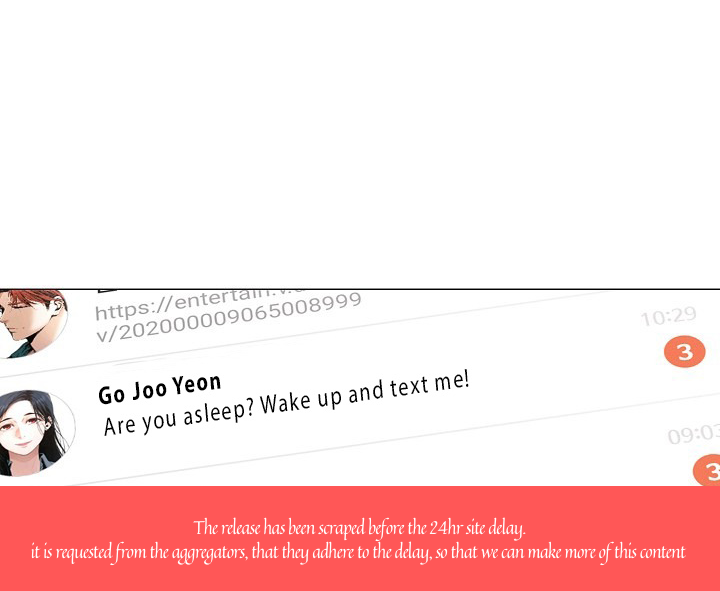 https://entertain.v.
v/202000009065008999
10:29
3
Go Joo Yeon
Are you asleep? Wake up and text me!
09:03
3
The release has been scraped before the 24hr site delay.
it is requested from the aggregators, that they adhere to the delay, so that we can make more of this content